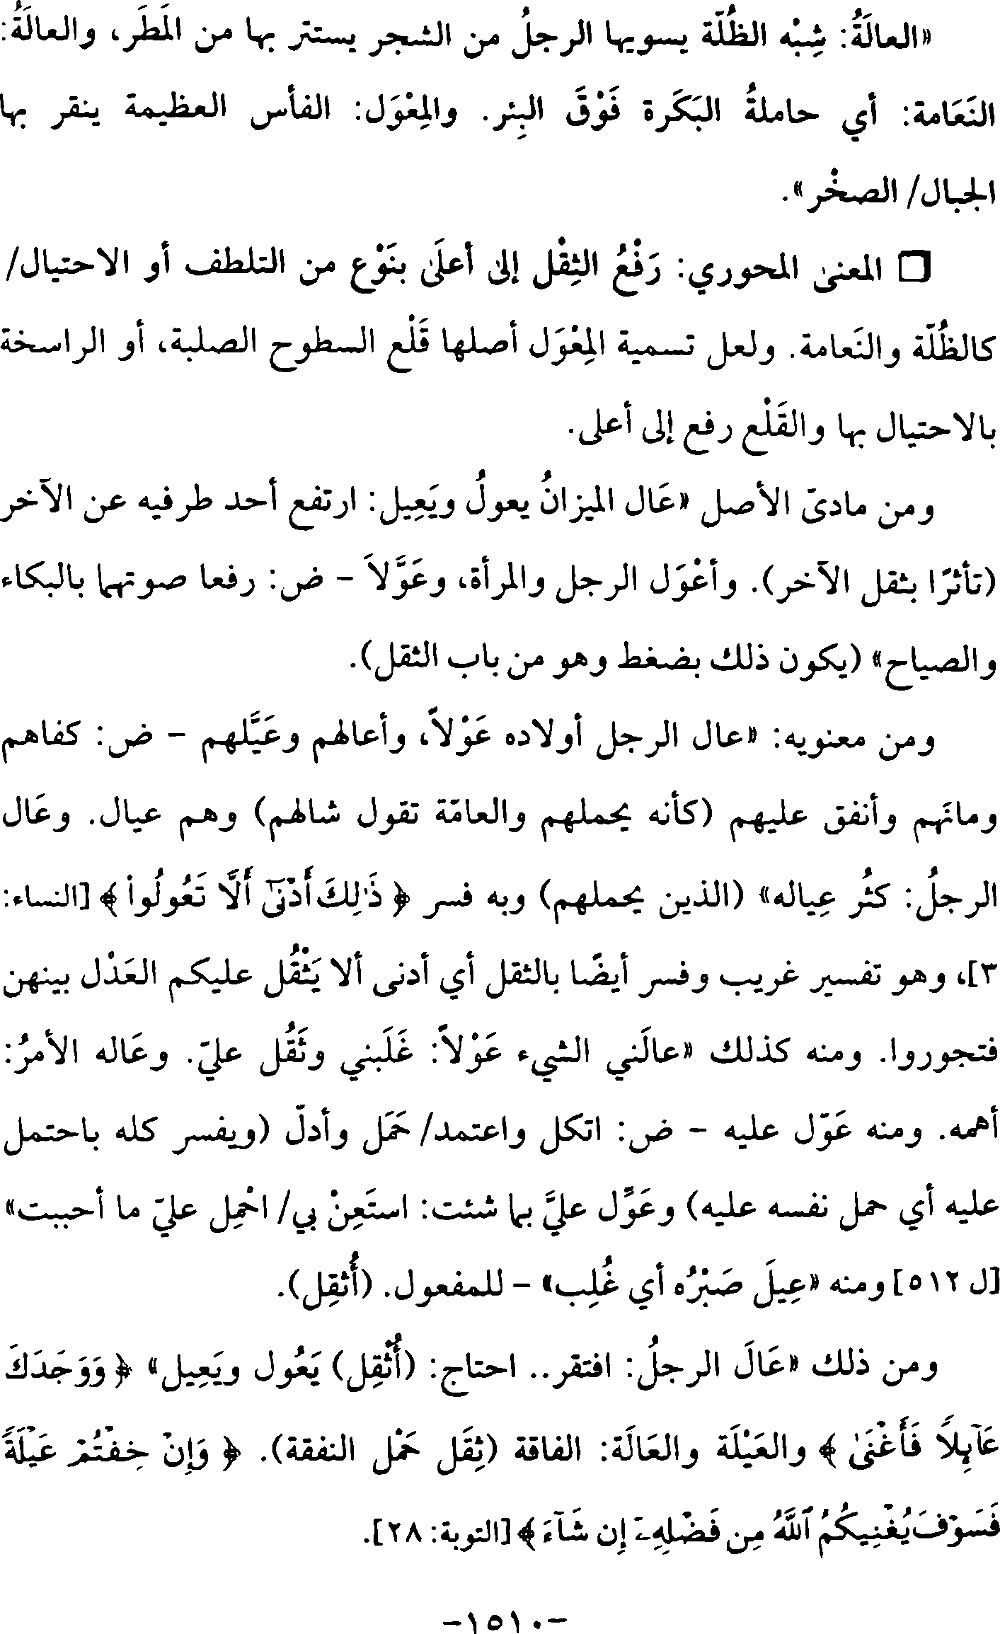 «العالَةُ: شِبْه الظُلّة يسويها الرجلُ من الشجر يستتر بها من المَطَر، والعالَةُ:
النَعَامة: أي حاملةُ البَكَرة فَوْقَ البِئر. والمِعْوَل: الفأس العظيمة ينقر بها
الجبال/ الصخْر».
□ المعنى المحوري: رَفْعُ الثِقْل إلى أعلَى بنَوْع من التلطف أو الاحتيال/
كالظُلّة والنَعامة. ولعل تسمية المِعْوَل أصلها قَلْع السطوح الصلبة، أو الراسخة
بالاحتيال بها والقَلْع رفع إلى أعلى.
ومن مادىّ الأصل «عَال الميزانُ يعولُ ويَعِيل: ارتفع أحد طرفيه عن الآخر
(تأثرًا بثقل الآخر). وأعْوَل الرجل والمرأة، وعَوَّلاَ – ض: رفعا صوتهما بالبكاء
والصياح» (يكون ذلك بضغط وهو من باب الثقل).
ومن معنويه: «عال الرجل أولاده عَوْلاً، وأعالهم وعَيَّلهم – ض: كفاهم
ومانَهم وأنفق عليهم (كأنه يحملهم والعامّة تقول شالهم) وهم عيال. وعَال
الرجلُ: كثُر عِياله» (الذين يحملهم) وبه فسر ﴿ ذَٰلِكَ أَدْنَىٰٓ أَلَّا تَعُولُواْ ﴾ [النساء:
٣]، وهو تفسير غريب وفسر أيضًا بالثقل أي أدنى ألا يَثْقُل عليكم العَدْل بينهن
فتجوروا. ومنه كذلك «عالَني الشيء عَوْلاً: غَلَبني وثَقُل عليّ. وعَاله الأمرُ:
أهمه. ومنه عَوّل عليه – ض: اتكل واعتمد/ حَمَل وأدلّ (ويفسر كله باحتمل
عليه أي حمل نفسه عليه) وعَوِّل عليَّ بما شئت: استَعِنْ بي/ احْمِل عليّ ما أحببت»
[ل ٥١٢] ومنه «عِيلَ صَبْرُه أي غُلِب» – للمفعول. (أُثقِل).
ومن ذلك «عَالَ الرجلُ: افتقر.. احتاج: (أُثْقِل) يَعُول ويَعِيل» ﴿ وَوَجَدَكَ
عَآئِلاً فَأَغْنَىٰ ﴾ والعَيْلَة والعَالَة: الفاقة (ثِقَل حَمْل النفقة). ﴿ وَإِنْ خِفْتُمْ عَيْلَةً
فَسَوْفَ يُغْنِيكُمُ ٱللَّهُ مِن فَضْلِهِۦٓ إِن شَآءَ ﴾ [التوبة: ٢٨].
-١٥١٠-